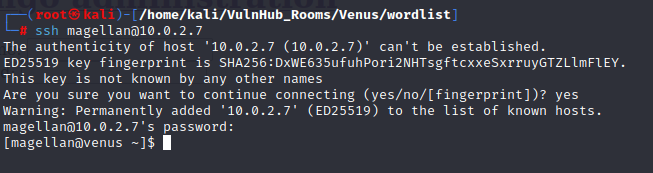 (root㉿kali)-[/home/kali/VulnHub_Rooms/Venus/wordlist]
# ssh magellan@10.0.2.7
The authenticity of host '10.0.2.7 (10.0.2.7)' can't be established.
ED25519 key fingerprint is SHA256:DxWE635ufuhPori2NHTsgftcxxeSxrruyGTZLlmFlEY.
This key is not known by any other names
Are you sure you want to continue connecting (yes/no/[fingerprint])? yes
Warning: Permanently added '10.0.2.7' (ED25519) to the list of known hosts.
magellan@10.0.2.7's password:
[magellan@venus ~]$